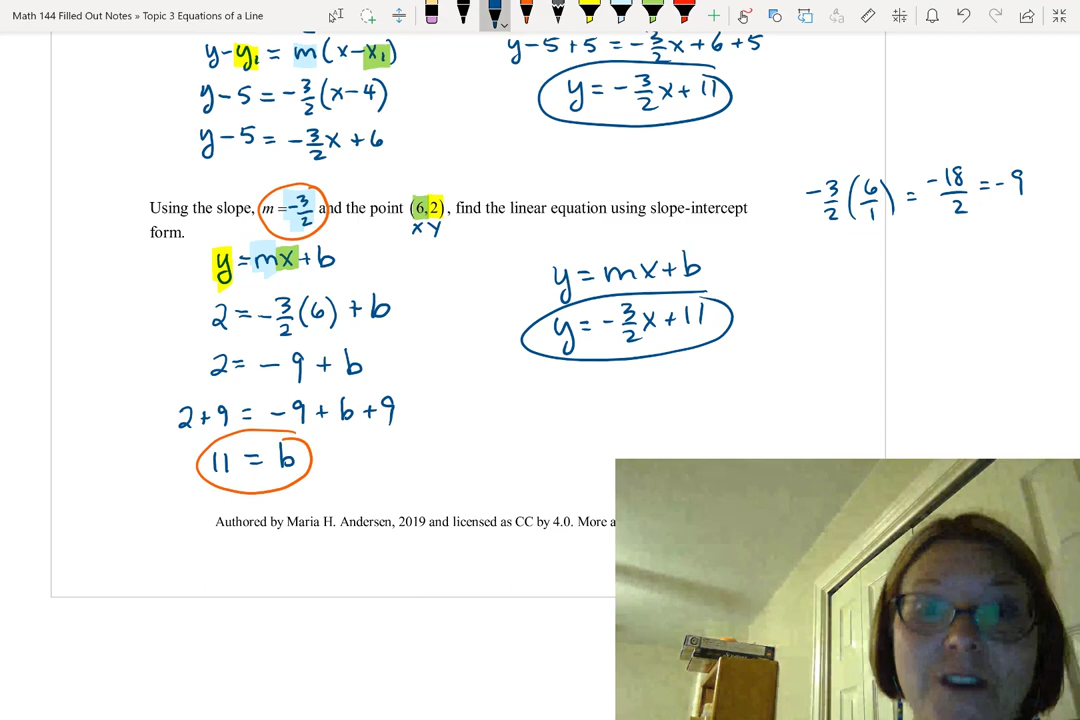 Math 144 Filled Out Notes » Topic 3 Equations of a Line
y-y₁ = m(x-x₁)
y-5 = -3/2(x-4)
y-5 = -3/2x+6
y-5+5 = -3/2x+6+5
y = -3/2x+11
Using the slope, m = -3/2 and the point (6,2), find the linear equation using slope-intercept
form.
x y
-3/2(6/1) = -18/2 = -9
y = mx+b
2 = -3/2(6)+b
2 = -9+b
2+9 = -9+b+9
11 = b
y = mx+b
y = -3/2x+11
Authored by Maria H. Andersen, 2019 and licensed as CC by 4.0. More a